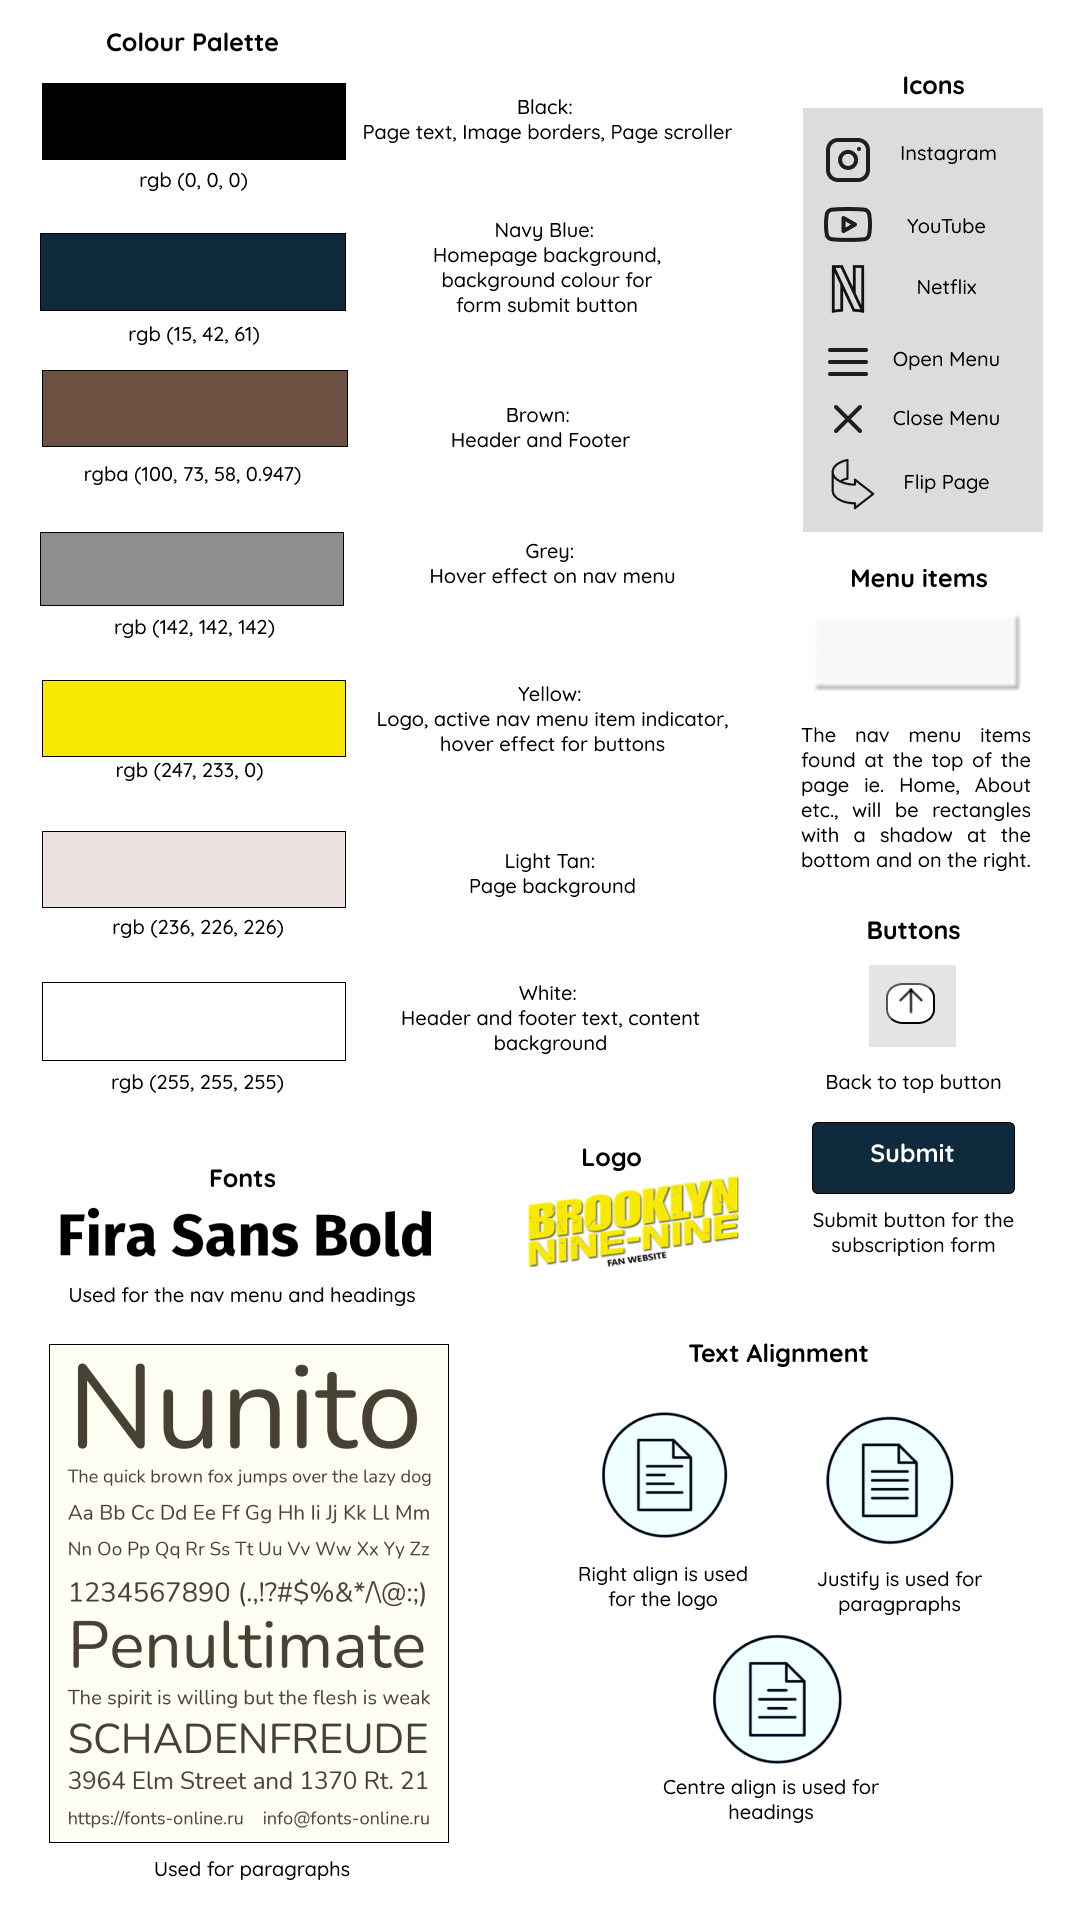 Colour Palette
Black:
Page text, Image borders, Page scroller
rgb (0, 0, 0)
Navy Blue:
Homepage background,
background colour for
form submit button
rgb (15, 42, 61)
Brown:
Header and Footer
rgba (100, 73, 58, 0.947)
Grey:
Hover effect on nav menu
rgb (142, 142, 142)
Yellow:
Logo, active nav menu item indicator,
hover effect for buttons
rgb (247, 233, 0)
Light Tan:
Page background
rgb (236, 226, 226)
White:
Header and footer text, content
background
rgb (255, 255, 255)
Icons
Instagram
YouTube
Netflix
Open Menu
Close Menu
Flip Page
Menu items
The nav menu items
found at the top of the
page ie. Home, About
etc., will be rectangles
with a shadow at the
bottom and on the right.
Buttons
Back to top button
Submit
Submit button for the
subscription form
Fonts
Fira Sans Bold
Used for the nav menu and headings
Logo
BROOKLYN
NINE-NINE
FAN WEBSITE
Nunito
The quick brown fox jumps over the lazy dog
Aa Bb Cc Dd Ee Ff Gg Hh Ii Jj Kk Ll Mm
Nn Oo Pp Qq Rr Ss Tt Uu Vv Ww Xx Yy Zz
1234567890 (.,!?#$%&*/\@:;)
Penultimate
The spirit is willing but the flesh is weak
SCHADENFREUDE
3964 Elm Street and 1370 Rt. 21
https://fonts-online.ru info@fonts-online.ru
Used for paragraphs
Text Alignment
Right align is used
for the logo
Justify is used for
paragpraphs
Centre align is used for
headings